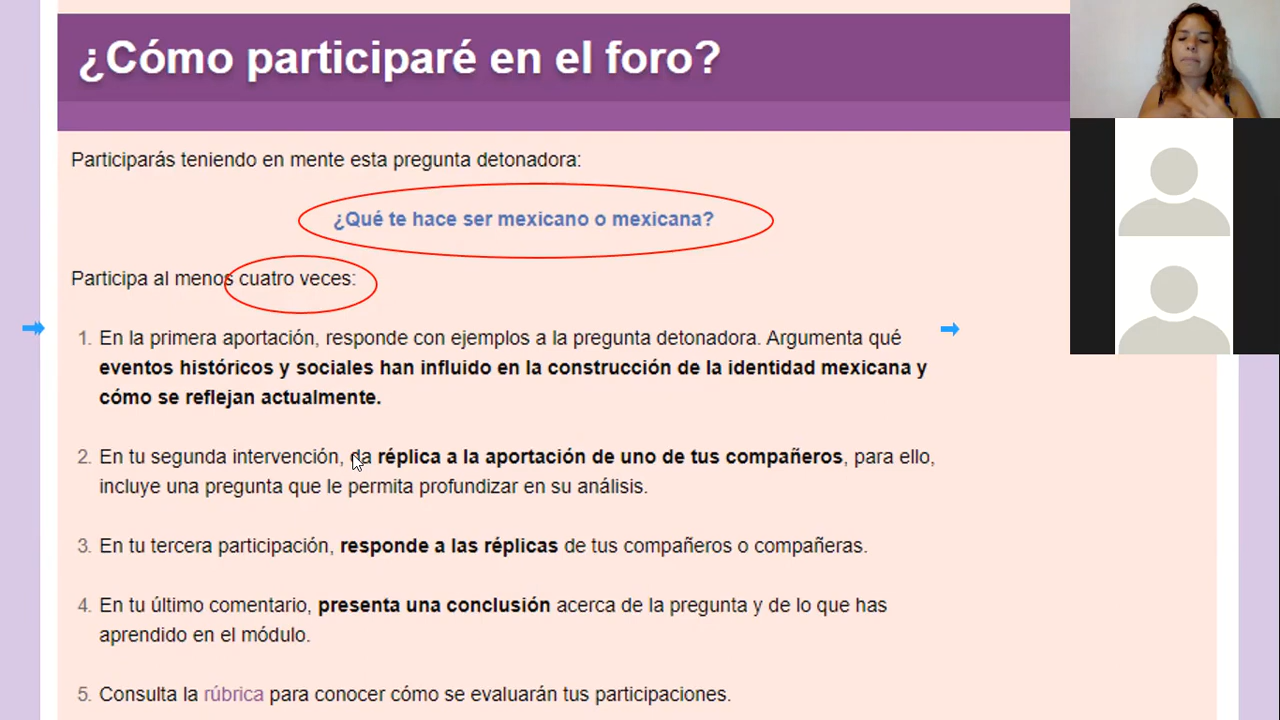 ¿Cómo participaré en el foro?
Participarás teniendo en mente esta pregunta detonadora:
¿Qué te hace ser mexicano o mexicana?
Participa al menos cuatro veces:
1. En la primera aportación, responde con ejemplos a la pregunta detonadora. Argumenta qué
eventos históricos y sociales han influido en la construcción de la identidad mexicana y
cómo se reflejan actualmente.
2. En tu segunda intervención, da réplica a la aportación de uno de tus compañeros, para ello,
incluye una pregunta que le permita profundizar en su análisis.
3. En tu tercera participación, responde a las réplicas de tus compañeros o compañeras.
4. En tu último comentario, presenta una conclusión acerca de la pregunta y de lo que has
aprendido en el módulo.
5. Consulta la rúbrica para conocer cómo se evaluarán tus participaciones.